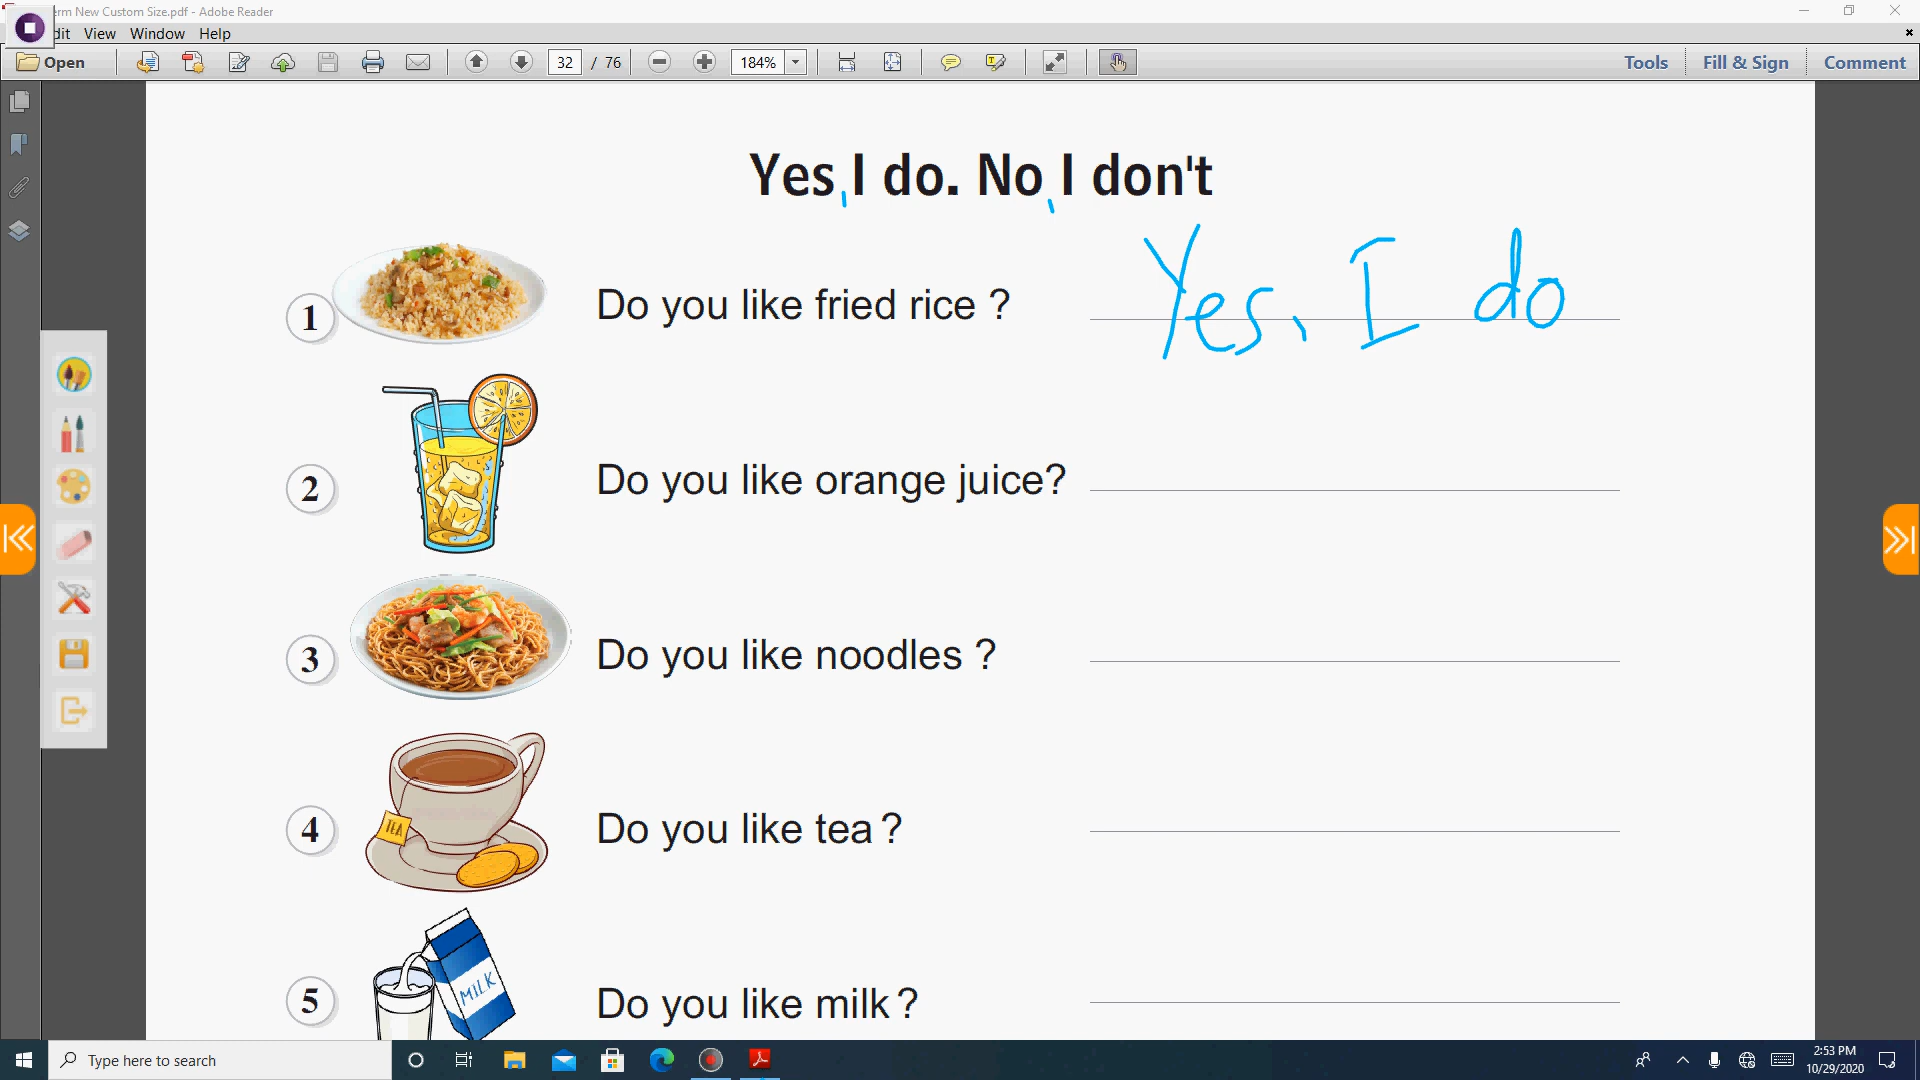 erm New Custom Size.pdf - Adobe Reader
dit View Window Help
Open 32 / 76 184% Tools Fill & Sign Comment
Yes, I do. No, I don't
1 Do you like fried rice ? Yes, I do
2 Do you like orange juice?
3 Do you like noodles ?
4 TEA Do you like tea ?
5 MILK Do you like milk ?
Type here to search
2:53 PM
10/29/2020